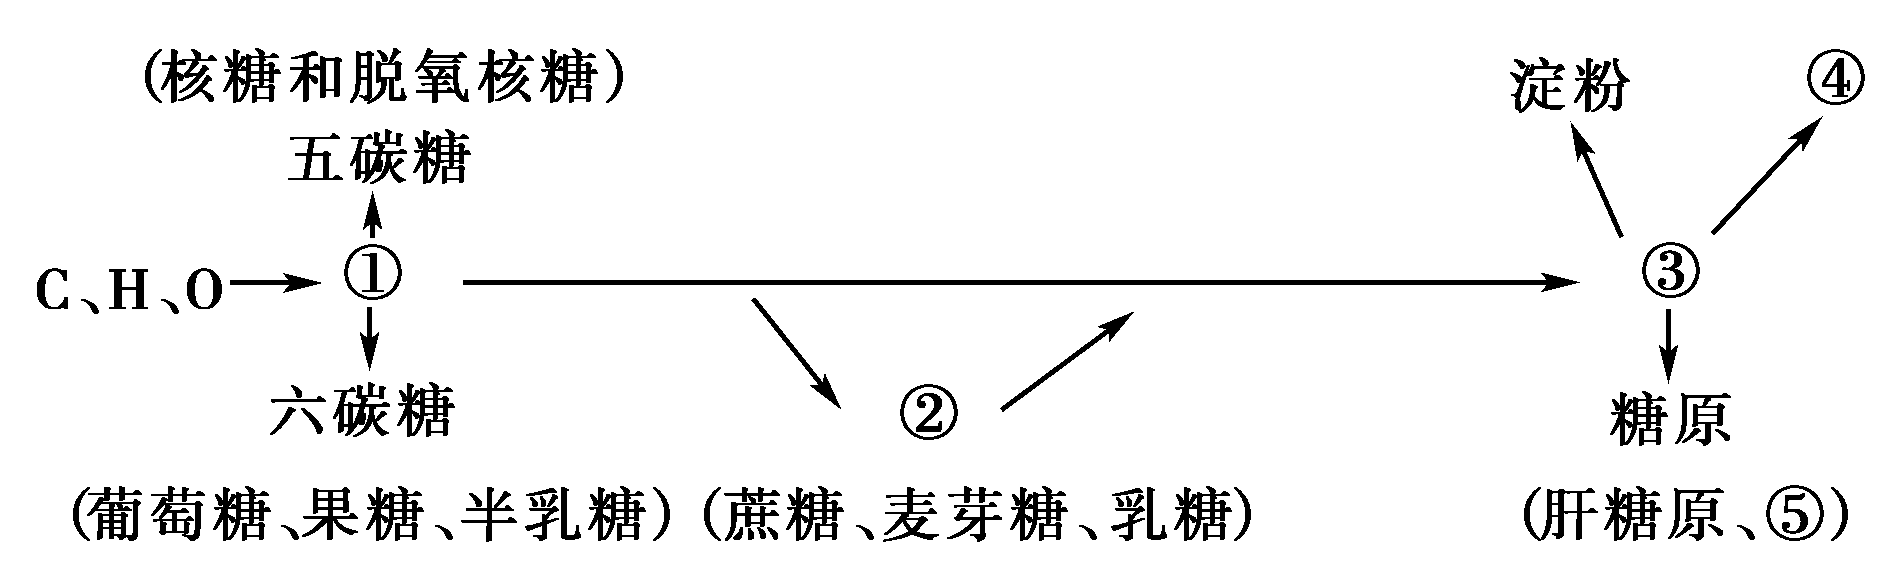 (核糖和脱氧核糖)
淀粉
④
五碳糖
C、H、O
①
③
六碳糖
②
糖原
(葡萄糖、果糖、半乳糖)
(蔗糖、麦芽糖、乳糖)
(肝糖原、⑤)